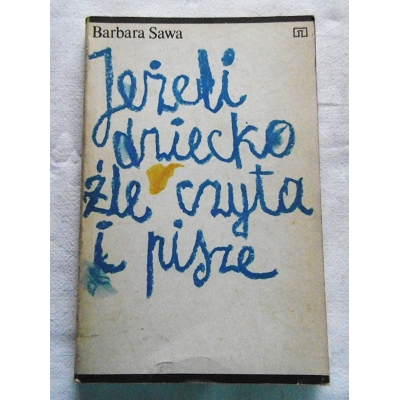 Barbara Sawa
Jeżeli
dziecko
źle czyta
i pisze